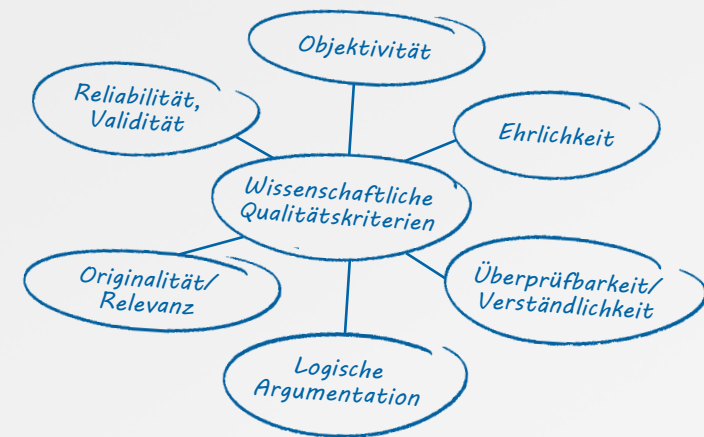 Objektivität
Reliabilität,
Validität
Ehrlichkeit
Wissenschaftliche
Qualitätskriterien
Originalität/
Relevanz
Überprüfbarkeit/
Verständlichkeit
Logische
Argumentation